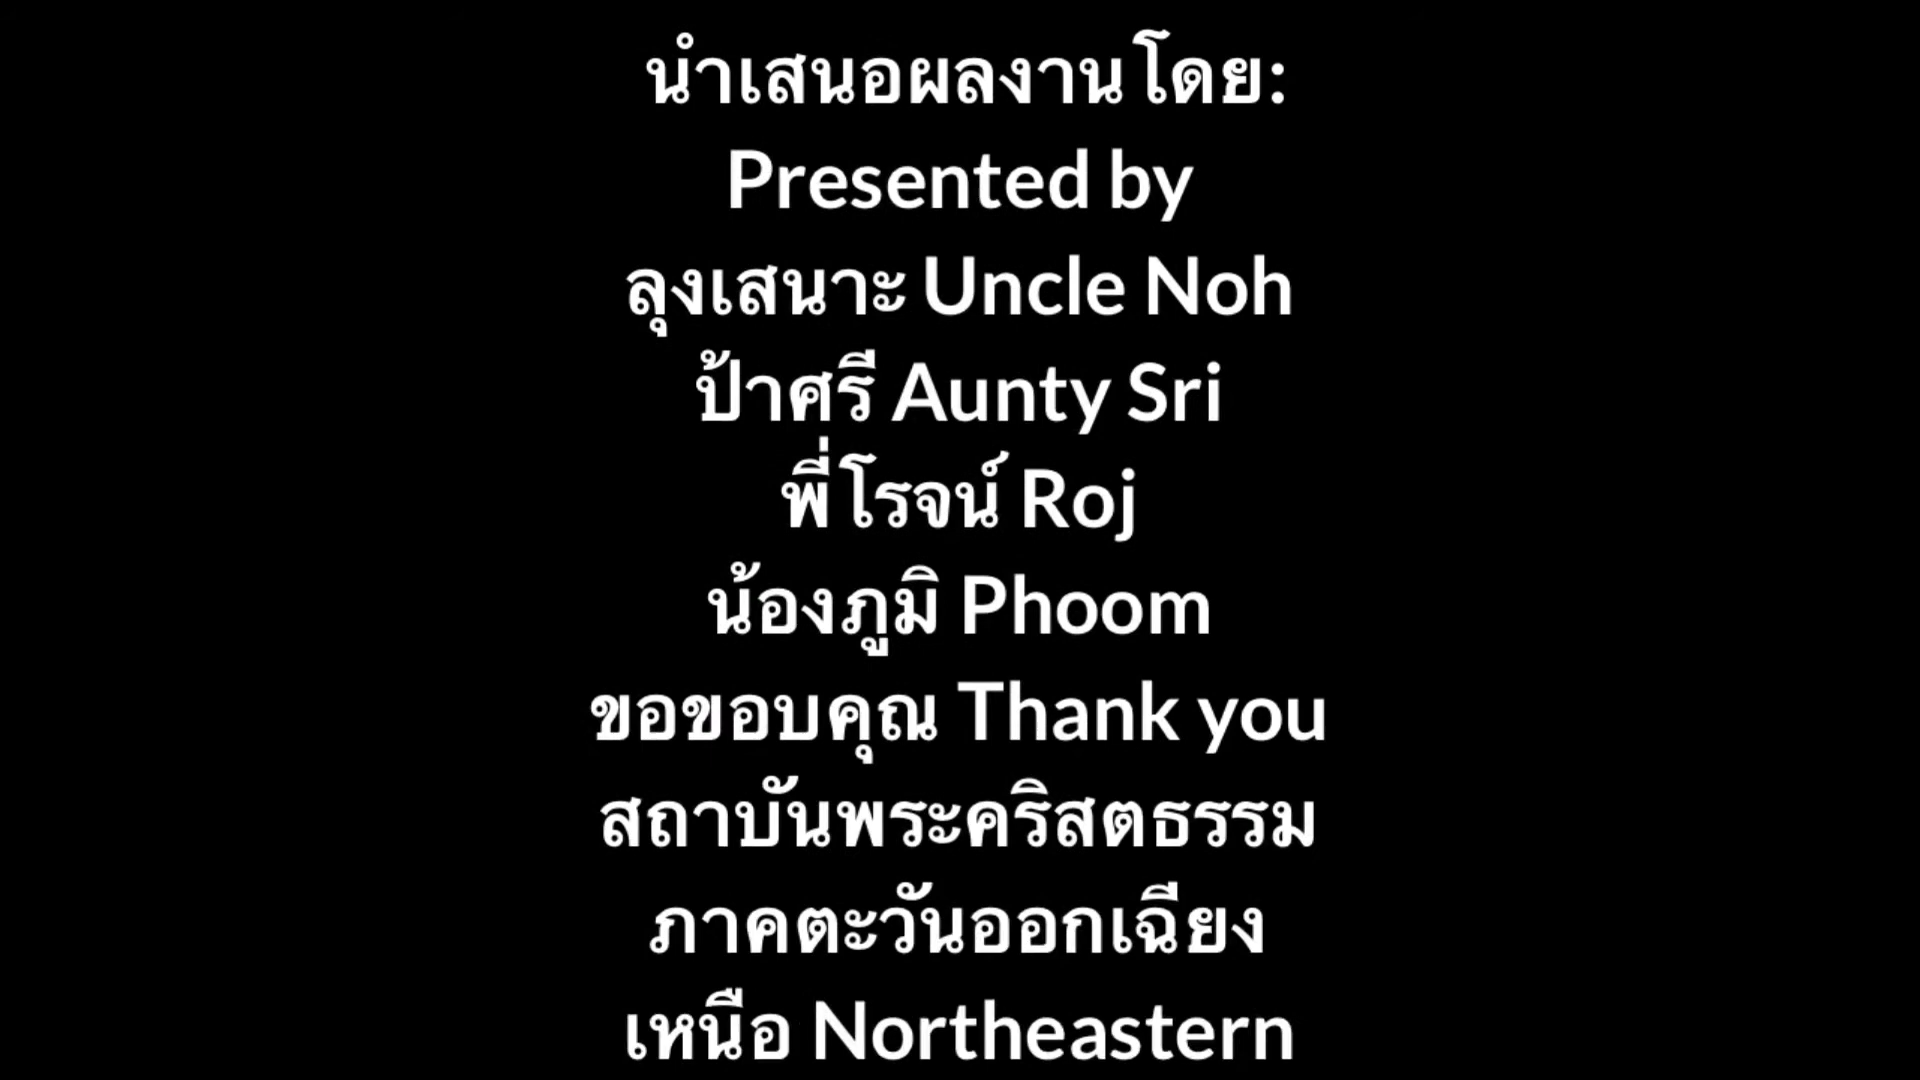 นำเสนอผลงานโดย:
Presented by
ลุงเสนาะ Uncle Noh
ป้าศรี Aunty Sri
พี่โรจน์ Roj
น้องภูมิ Phoom
ขอขอบคุณ Thank you
สถาบันพระคริสตธรรม
ภาคตะวันออกเฉียง
เหนือ Northeastern